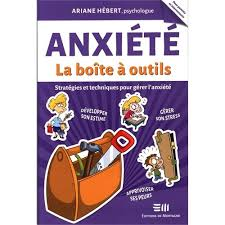 ARIANE HÉBERT, psychologue
ANXIÉTÉ
La boîte à outils
Stratégies et techniques pour gérer l'anxiété
DÉVELOPPER
SON ESTIME
GÉRER
SON STRESS
APPRIVOISER
SES PEURS
ÉDITIONS DE MORTAGNE